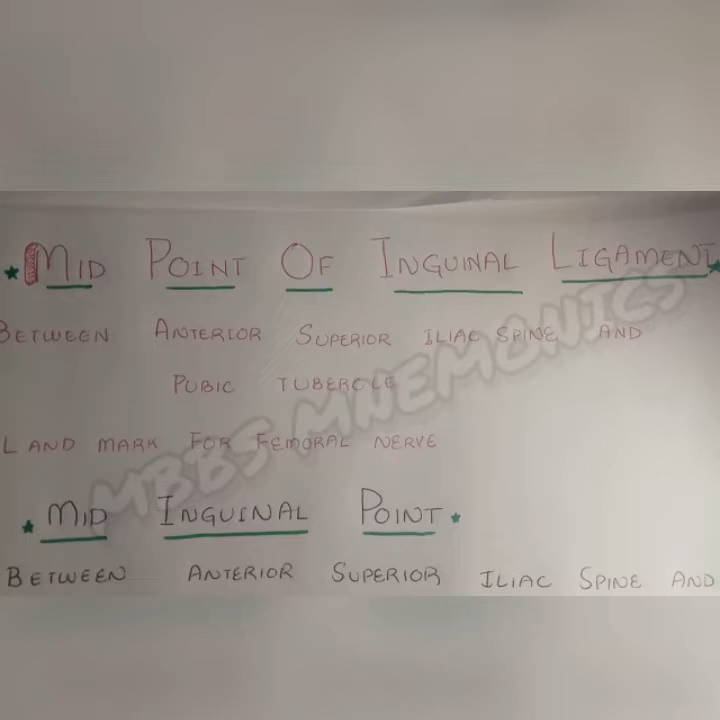 MID POINT OF INGUINAL LIGAMENT
BETWEEN ANTERIOR SUPERIOR ILIAC SPINE AND
PUBIC TUBERCLE
LAND MARK FOR FEMORAL NERVE
MBBS MNEMONICS
MID INGUINAL POINT
BETWEEN ANTERIOR SUPERIOR ILIAC SPINE AND